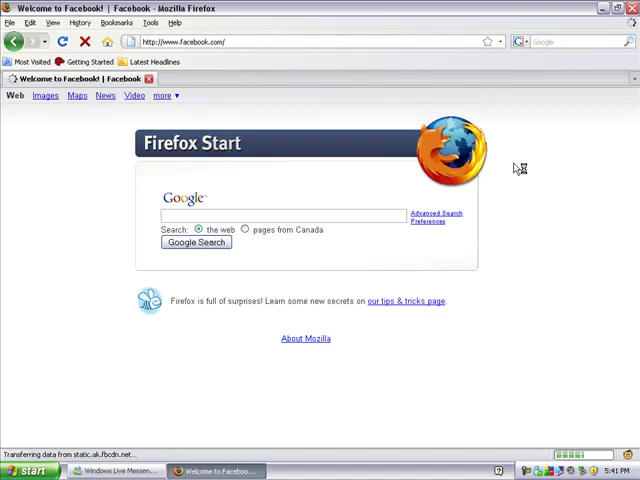 Welcome to Facebook! | Facebook - Mozilla Firefox
File Edit View History Bookmarks Tools Help
http://www.facebook.com/ Google
Most Visited Getting Started Latest Headlines
Welcome to Facebook! | Facebook
Web Images Maps News Video more ▼
Firefox Start
Google™
Advanced Search
Preferences
Search: the web pages from Canada
Google Search
Firefox is full of surprises! Learn some new secrets on our tips & tricks page.
About Mozilla
Transferring data from static.ak.fbcdn.net...
start Windows Live Messen... Welcome to Faceboo... 5:41 PM